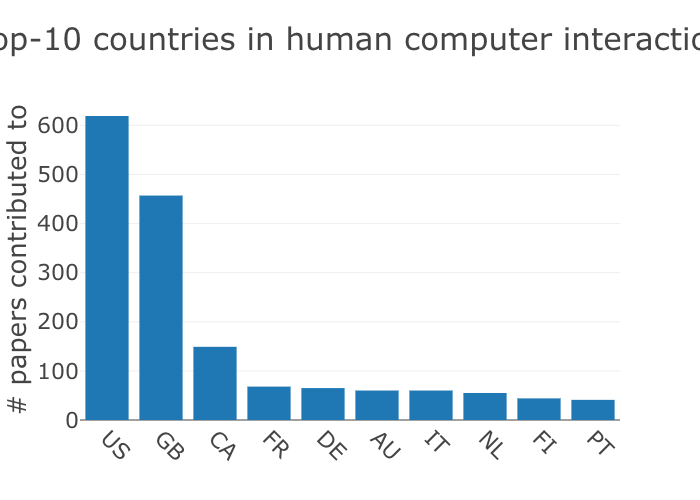 op-10 countries in human computer interactio
# papers contributed to
600
500
400
300
200
100
0
US
GB
CA
FR
DE
AU
IT
NL
FI
PT